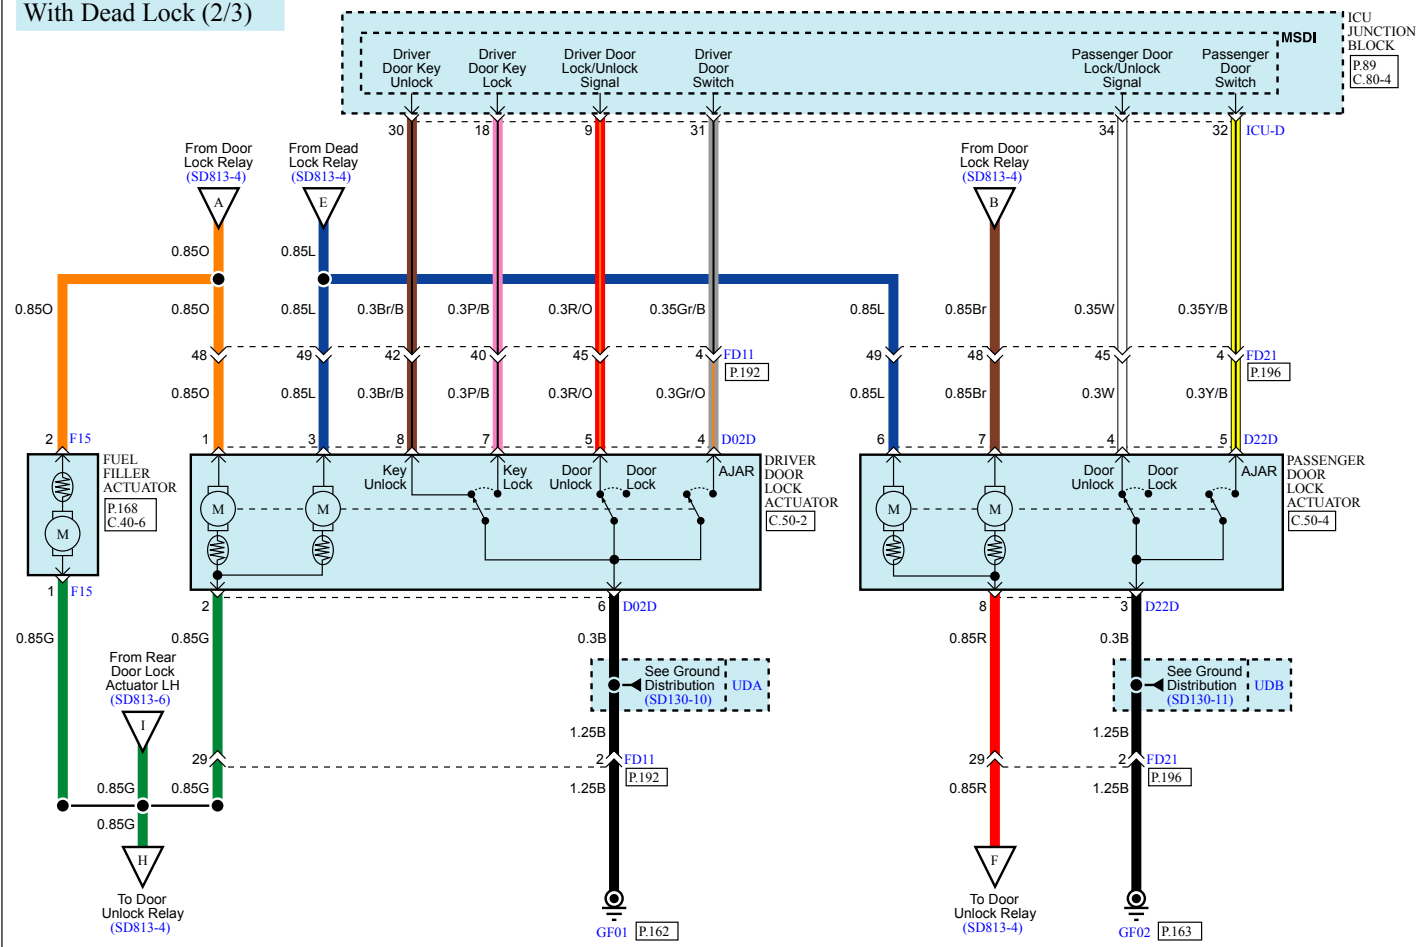 With Dead Lock (2/3)
ICU
JUNCTION
BLOCK
P.89
C.80-4
MSDI
Driver
Door Key
Unlock
Driver
Door Key
Lock
Driver Door
Lock/Unlock
Signal
Driver
Door
Switch
Passenger Door
Lock/Unlock
Signal
Passenger
Door
Switch
30
18
9
31
34
32
ICU-D
From Door
Lock Relay
(SD813-4)
A
From Dead
Lock Relay
(SD813-4)
E
From Door
Lock Relay
(SD813-4)
B
0.85O
0.85L
0.85O
0.85O
0.85L
0.3Br/B
0.3P/B
0.3R/O
0.35Gr/B
0.85L
0.85Br
0.35W
0.35Y/B
48
49
42
40
45
4
FD11
P.192
49
48
45
4
FD21
P.196
0.85O
0.85L
0.3Br/B
0.3P/B
0.3R/O
0.3Gr/O
0.85L
0.85Br
0.3W
0.3Y/B
2
F15
1
3
8
7
5
4
D02D
6
7
4
5
D22D
FUEL
FILLER
ACTUATOR
P.168
C.40-6
M
M
M
Key
Unlock
Key
Lock
Door
Unlock
Door
Lock
AJAR
DRIVER
DOOR
LOCK
ACTUATOR
C.50-2
M
M
Door
Unlock
Door
Lock
AJAR
PASSENGER
DOOR
LOCK
ACTUATOR
C.50-4
1
F15
2
6
D02D
8
3
D22D
0.85G
0.85G
0.3B
0.85R
0.3B
From Rear
Door Lock
Actuator LH
(SD813-6)
I
See Ground
Distribution
(SD130-10)
UDA
See Ground
Distribution
(SD130-11)
UDB
1.25B
1.25B
29
2
FD11
P.192
29
2
FD21
P.196
0.85G
0.85G
1.25B
0.85R
1.25B
0.85G
H
To Door
Unlock Relay
(SD813-4)
F
To Door
Unlock Relay
(SD813-4)
GF01
P.162
GF02
P.163